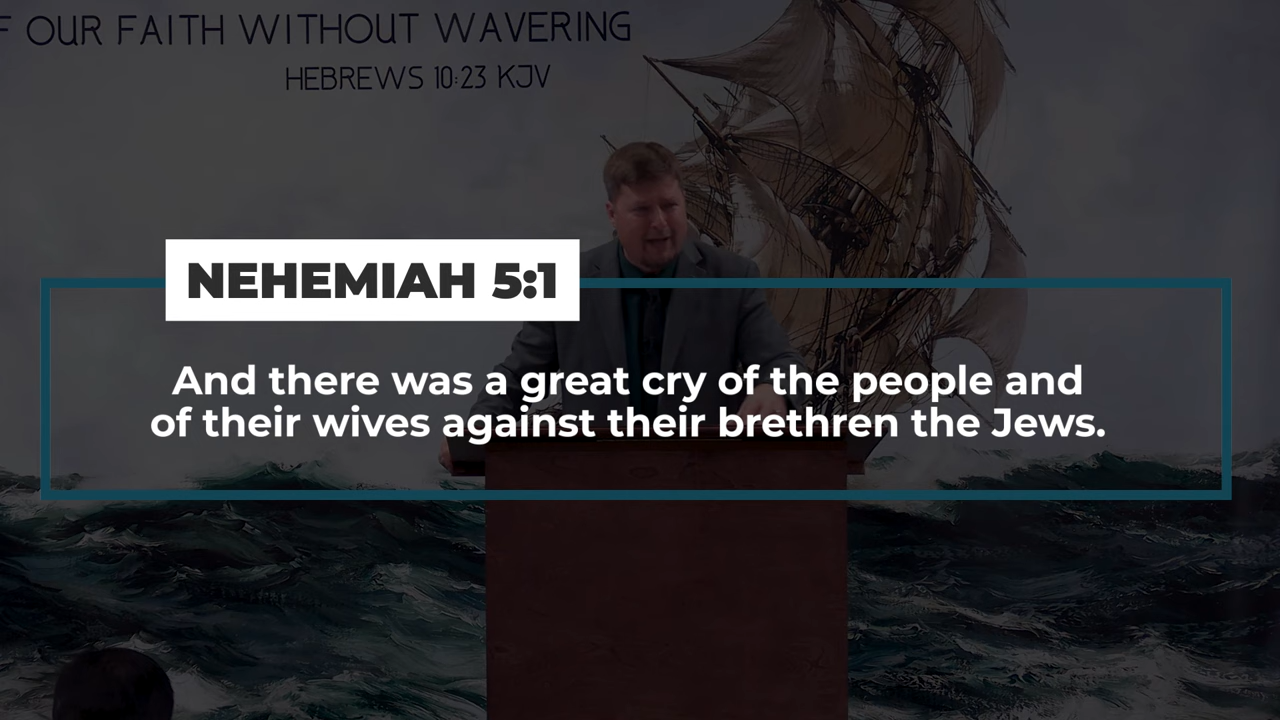 F OUR FAITH WITHOUT WAVERING
HEBREWS 10:23 KJV
NEHEMIAH 5:1
And there was a great cry of the people and
of their wives against their brethren the Jews.